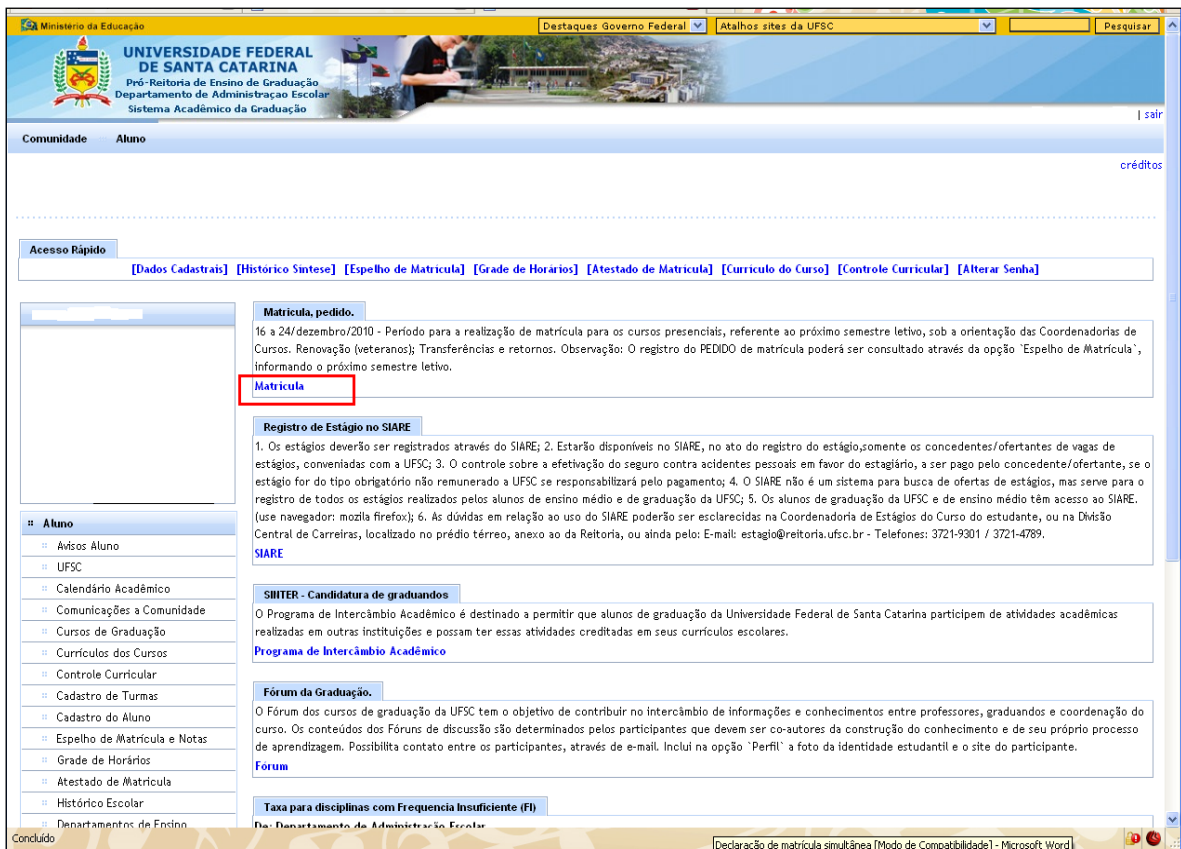 Ministério da Educação
Destaques Governo Federal
Atalhos sites da UFSC
Pesquisar
UNIVERSIDADE FEDERAL
DE SANTA CATARINA
Pró-Reitoria de Ensino de Graduação
Departamento de Administraçao Escolar
Sistema Acadêmico da Graduação
| sair
Comunidade Aluno
créditos
Acesso Rápido
[Dados Cadastrais] [Histórico Síntese] [Espelho de Matrícula] [Grade de Horários] [Atestado de Matricula] [Currículo do Curso] [Controle Curricular] [Alterar Senha]
Matricula, pedido.
16 a 24/dezembro/2010 - Período para a realização de matrícula para os cursos presenciais, referente ao próximo semestre letivo, sob a orientação das Coordenadorias de
Cursos. Renovação (veteranos); Transferências e retornos. Observação: O registro do PEDIDO de matrícula poderá ser consultado através da opção `Espelho de Matrícula`,
informando o próximo semestre letivo.
Matricula
Registro de Estágio no SIARE
1. Os estágios deverão ser registrados através do SIARE; 2. Estarão disponíveis no SIARE, no ato do registro do estágio,somente os concedentes/ofertantes de vagas de
estágios, conveniadas com a UFSC; 3. O controle sobre a efetivação do seguro contra acidentes pessoais em favor do estagiário, a ser pago pelo concedente/ofertante, se o
estágio for do tipo obrigatório não remunerado a UFSC se responsabilizará pelo pagamento; 4. O SIARE não é um sistema para busca de ofertas de estágios, mas serve para o
registro de todos os estágios realizados pelos alunos de ensino médio e de graduação da UFSC; 5. Os alunos de graduação da UFSC e de ensino médio têm acesso ao SIARE.
(use navegador: mozila firefox); 6. As dúvidas em relação ao uso do SIARE poderão ser esclarecidas na Coordenadoria de Estágios do Curso do estudante, ou na Divisão
Central de Carreiras, localizado no prédio térreo, anexo ao da Reitoria, ou ainda pelo: E-mail: estagio@reitoria.ufsc.br - Telefones: 3721-9301 / 3721-4789.
SIARE
SINTER - Candidatura de graduandos
O Programa de Intercâmbio Acadêmico é destinado a permitir que alunos de graduação da Universidade Federal de Santa Catarina participem de atividades acadêmicas
realizadas em outras instituições e possam ter essas atividades creditadas em seus currículos escolares.
Programa de Intercâmbio Acadêmico
Fórum da Graduação.
O Fórum dos cursos de graduação da UFSC tem o objetivo de contribuir no intercâmbio de informações e conhecimentos entre professores, graduandos e coordenação do
curso. Os conteúdos dos Fóruns de discussão são determinados pelos participantes que devem ser co-autores da construção do conhecimento e de seu próprio processo
de aprendizagem. Possibilita contato entre os participantes, através de e-mail. Inclui na opção `Perfil` a foto da identidade estudantil e o site do participante.
Fórum
Taxa para disciplinas com Frequencia Insuficiente (FI)
De: Departamento de Administração Escolar
Aluno
Avisos Aluno
UFSC
Calendário Acadêmico
Comunicações a Comunidade
Cursos de Graduação
Currículos dos Cursos
Controle Curricular
Cadastro de Turmas
Cadastro do Aluno
Espelho de Matrícula e Notas
Grade de Horários
Atestado de Matricula
Histórico Escolar
Departamentos de Ensino
Concluído
Declaração de matrícula simultânea [Modo de Compatibilidade] - Microsoft Word